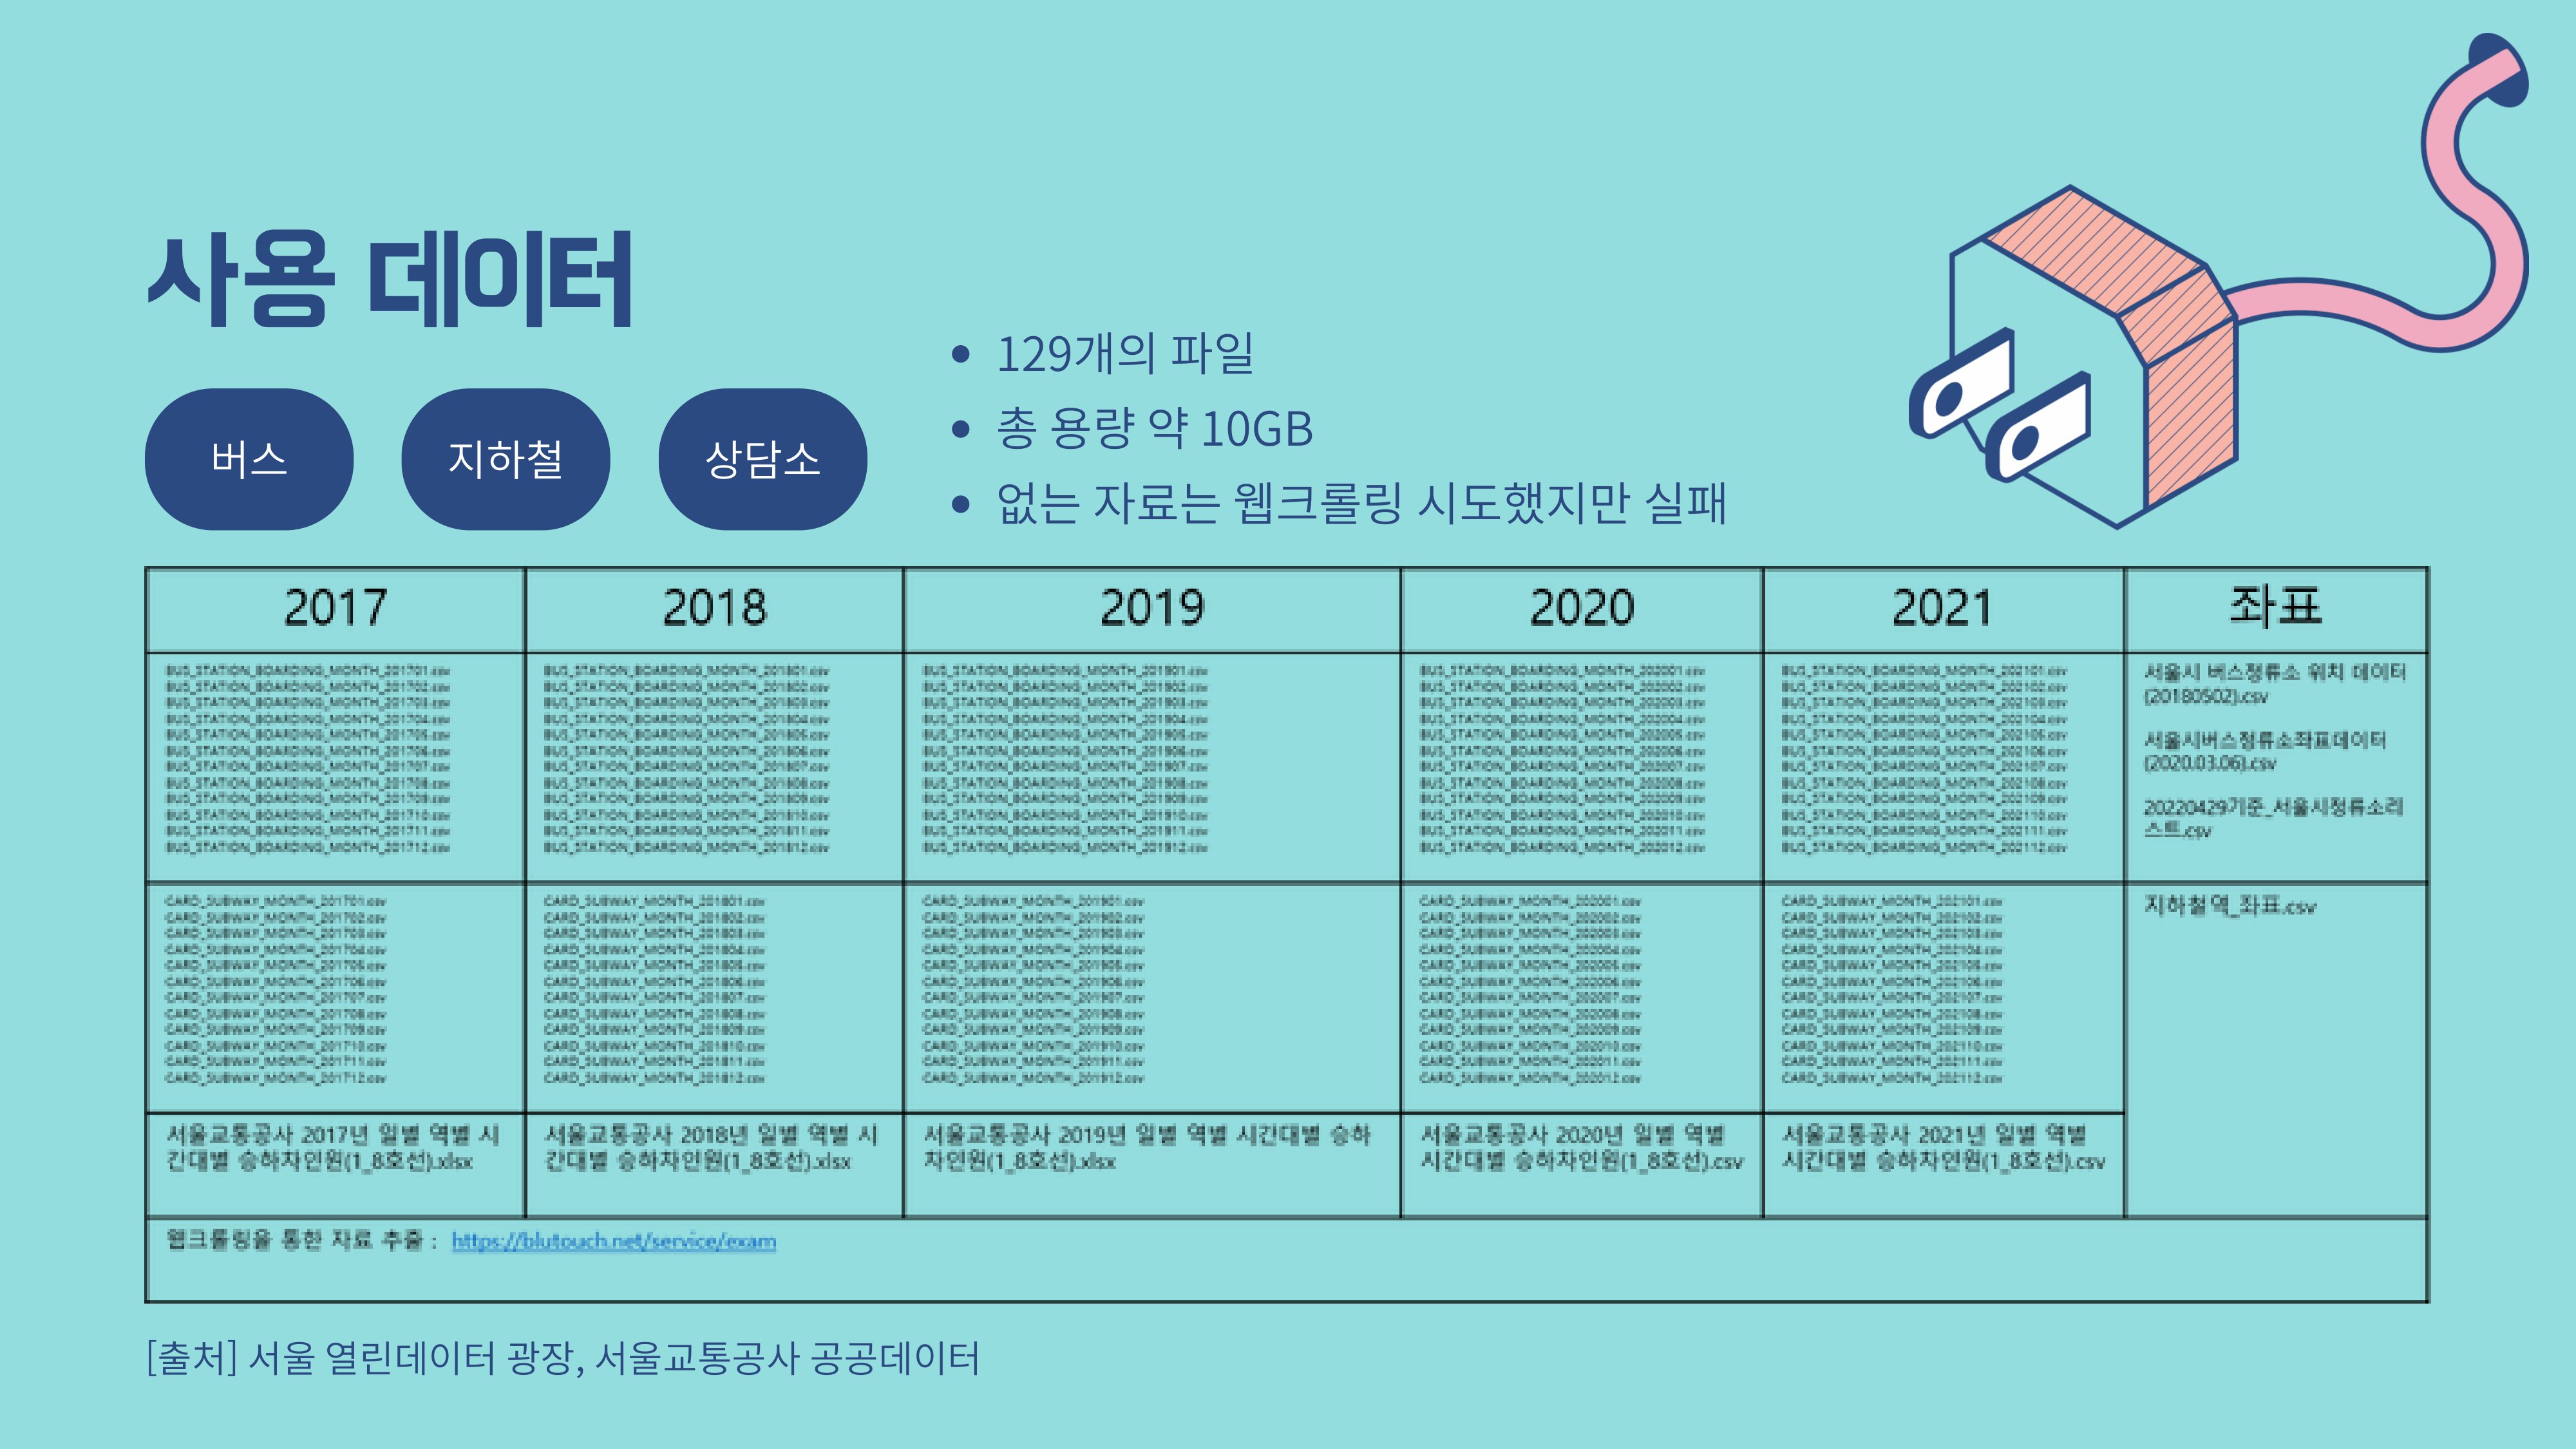 사용 데이터
버스
지하철
상담소
129개의 파일
총 용량 약 10GB
없는 자료는 웹크롤링 시도했지만 실패
2017
2018
2019
2020
2021
좌표
BUS_STATION_BOARDING_MONTH_201701.csv
BUS_STATION_BOARDING_MONTH_201702.csv
BUS_STATION_BOARDING_MONTH_201703.csv
BUS_STATION_BOARDING_MONTH_201704.csv
BUS_STATION_BOARDING_MONTH_201705.csv
BUS_STATION_BOARDING_MONTH_201706.csv
BUS_STATION_BOARDING_MONTH_201707.csv
BUS_STATION_BOARDING_MONTH_201708.csv
BUS_STATION_BOARDING_MONTH_201709.csv
BUS_STATION_BOARDING_MONTH_201710.csv
BUS_STATION_BOARDING_MONTH_201711.csv
BUS_STATION_BOARDING_MONTH_201712.csv
BUS_STATION_BOARDING_MONTH_201801.csv
BUS_STATION_BOARDING_MONTH_201802.csv
BUS_STATION_BOARDING_MONTH_201803.csv
BUS_STATION_BOARDING_MONTH_201804.csv
BUS_STATION_BOARDING_MONTH_201805.csv
BUS_STATION_BOARDING_MONTH_201806.csv
BUS_STATION_BOARDING_MONTH_201807.csv
BUS_STATION_BOARDING_MONTH_201808.csv
BUS_STATION_BOARDING_MONTH_201809.csv
BUS_STATION_BOARDING_MONTH_201810.csv
BUS_STATION_BOARDING_MONTH_201811.csv
BUS_STATION_BOARDING_MONTH_201812.csv
BUS_STATION_BOARDING_MONTH_201901.csv
BUS_STATION_BOARDING_MONTH_201902.csv
BUS_STATION_BOARDING_MONTH_201903.csv
BUS_STATION_BOARDING_MONTH_201904.csv
BUS_STATION_BOARDING_MONTH_201905.csv
BUS_STATION_BOARDING_MONTH_201906.csv
BUS_STATION_BOARDING_MONTH_201907.csv
BUS_STATION_BOARDING_MONTH_201908.csv
BUS_STATION_BOARDING_MONTH_201909.csv
BUS_STATION_BOARDING_MONTH_201910.csv
BUS_STATION_BOARDING_MONTH_201911.csv
BUS_STATION_BOARDING_MONTH_201912.csv
BUS_STATION_BOARDING_MONTH_202001.csv
BUS_STATION_BOARDING_MONTH_202002.csv
BUS_STATION_BOARDING_MONTH_202003.csv
BUS_STATION_BOARDING_MONTH_202004.csv
BUS_STATION_BOARDING_MONTH_202005.csv
BUS_STATION_BOARDING_MONTH_202006.csv
BUS_STATION_BOARDING_MONTH_202007.csv
BUS_STATION_BOARDING_MONTH_202008.csv
BUS_STATION_BOARDING_MONTH_202009.csv
BUS_STATION_BOARDING_MONTH_202010.csv
BUS_STATION_BOARDING_MONTH_202011.csv
BUS_STATION_BOARDING_MONTH_202012.csv
BUS_STATION_BOARDING_MONTH_202101.csv
BUS_STATION_BOARDING_MONTH_202102.csv
BUS_STATION_BOARDING_MONTH_202103.csv
BUS_STATION_BOARDING_MONTH_202104.csv
BUS_STATION_BOARDING_MONTH_202105.csv
BUS_STATION_BOARDING_MONTH_202106.csv
BUS_STATION_BOARDING_MONTH_202107.csv
BUS_STATION_BOARDING_MONTH_202108.csv
BUS_STATION_BOARDING_MONTH_202109.csv
BUS_STATION_BOARDING_MONTH_202110.csv
BUS_STATION_BOARDING_MONTH_202111.csv
BUS_STATION_BOARDING_MONTH_202112.csv
서울시 버스정류소 위치 데이터
(20180502).csv
서울시버스정류소좌표데이터
(2020.03.06).csv
20220429기준_서울시정류소리
스트.csv
CARD_SUBWAY_MONTH_201701.csv
CARD_SUBWAY_MONTH_201702.csv
CARD_SUBWAY_MONTH_201703.csv
CARD_SUBWAY_MONTH_201704.csv
CARD_SUBWAY_MONTH_201705.csv
CARD_SUBWAY_MONTH_201706.csv
CARD_SUBWAY_MONTH_201707.csv
CARD_SUBWAY_MONTH_201708.csv
CARD_SUBWAY_MONTH_201709.csv
CARD_SUBWAY_MONTH_201710.csv
CARD_SUBWAY_MONTH_201711.csv
CARD_SUBWAY_MONTH_201712.csv
CARD_SUBWAY_MONTH_201801.csv
CARD_SUBWAY_MONTH_201802.csv
CARD_SUBWAY_MONTH_201803.csv
CARD_SUBWAY_MONTH_201804.csv
CARD_SUBWAY_MONTH_201805.csv
CARD_SUBWAY_MONTH_201806.csv
CARD_SUBWAY_MONTH_201807.csv
CARD_SUBWAY_MONTH_201808.csv
CARD_SUBWAY_MONTH_201809.csv
CARD_SUBWAY_MONTH_201810.csv
CARD_SUBWAY_MONTH_201811.csv
CARD_SUBWAY_MONTH_201812.csv
CARD_SUBWAY_MONTH_201901.csv
CARD_SUBWAY_MONTH_201902.csv
CARD_SUBWAY_MONTH_201903.csv
CARD_SUBWAY_MONTH_201904.csv
CARD_SUBWAY_MONTH_201905.csv
CARD_SUBWAY_MONTH_201906.csv
CARD_SUBWAY_MONTH_201907.csv
CARD_SUBWAY_MONTH_201908.csv
CARD_SUBWAY_MONTH_201909.csv
CARD_SUBWAY_MONTH_201910.csv
CARD_SUBWAY_MONTH_201911.csv
CARD_SUBWAY_MONTH_201912.csv
CARD_SUBWAY_MONTH_202001.csv
CARD_SUBWAY_MONTH_202002.csv
CARD_SUBWAY_MONTH_202003.csv
CARD_SUBWAY_MONTH_202004.csv
CARD_SUBWAY_MONTH_202005.csv
CARD_SUBWAY_MONTH_202006.csv
CARD_SUBWAY_MONTH_202007.csv
CARD_SUBWAY_MONTH_202008.csv
CARD_SUBWAY_MONTH_202009.csv
CARD_SUBWAY_MONTH_202010.csv
CARD_SUBWAY_MONTH_202011.csv
CARD_SUBWAY_MONTH_202012.csv
CARD_SUBWAY_MONTH_202101.csv
CARD_SUBWAY_MONTH_202102.csv
CARD_SUBWAY_MONTH_202103.csv
CARD_SUBWAY_MONTH_202104.csv
CARD_SUBWAY_MONTH_202105.csv
CARD_SUBWAY_MONTH_202106.csv
CARD_SUBWAY_MONTH_202107.csv
CARD_SUBWAY_MONTH_202108.csv
CARD_SUBWAY_MONTH_202109.csv
CARD_SUBWAY_MONTH_202110.csv
CARD_SUBWAY_MONTH_202111.csv
CARD_SUBWAY_MONTH_202112.csv
지하철역_좌표.csv
서울교통공사 2017년 일별 역별 시
간대별 승하차인원(1_8호선).xlsx
서울교통공사 2018년 일별 역별 시
간대별 승하차인원(1_8호선).xlsx
서울교통공사 2019년 일별 역별 시간대별 승하
차인원(1_8호선).xlsx
서울교통공사 2020년 일별 역별
시간대별 승하차인원(1_8호선).csv
서울교통공사 2021년 일별 역별
시간대별 승하차인원(1_8호선).csv
웹크롤링을 통한 자료 추출 : https://blutouch.net/service/exam
[출처] 서울 열린데이터 광장, 서울교통공사 공공데이터